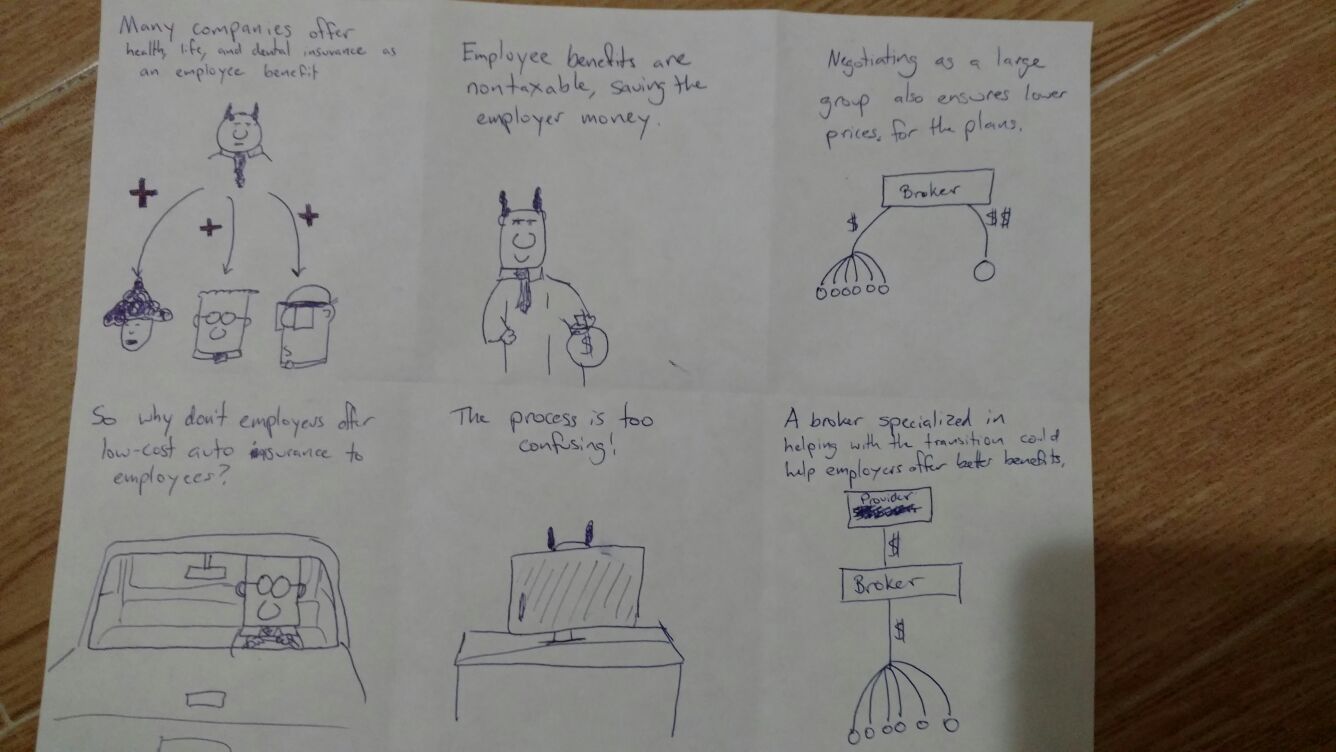 Many companies offer
health, life, and dental insurance as
an employee benefit
Employee benefits are
nontaxable, saving the
employer money.
$
Negotiating as a large
group also ensures lower
prices. for the plans.
Broker
$ $$
So why don't employers offer
low-cost auto insurance to
employees?
The process is too
confusing!
A broker specialized in
helping with the transition could
help employers offer better benefits.
Provider
$
Broker
$